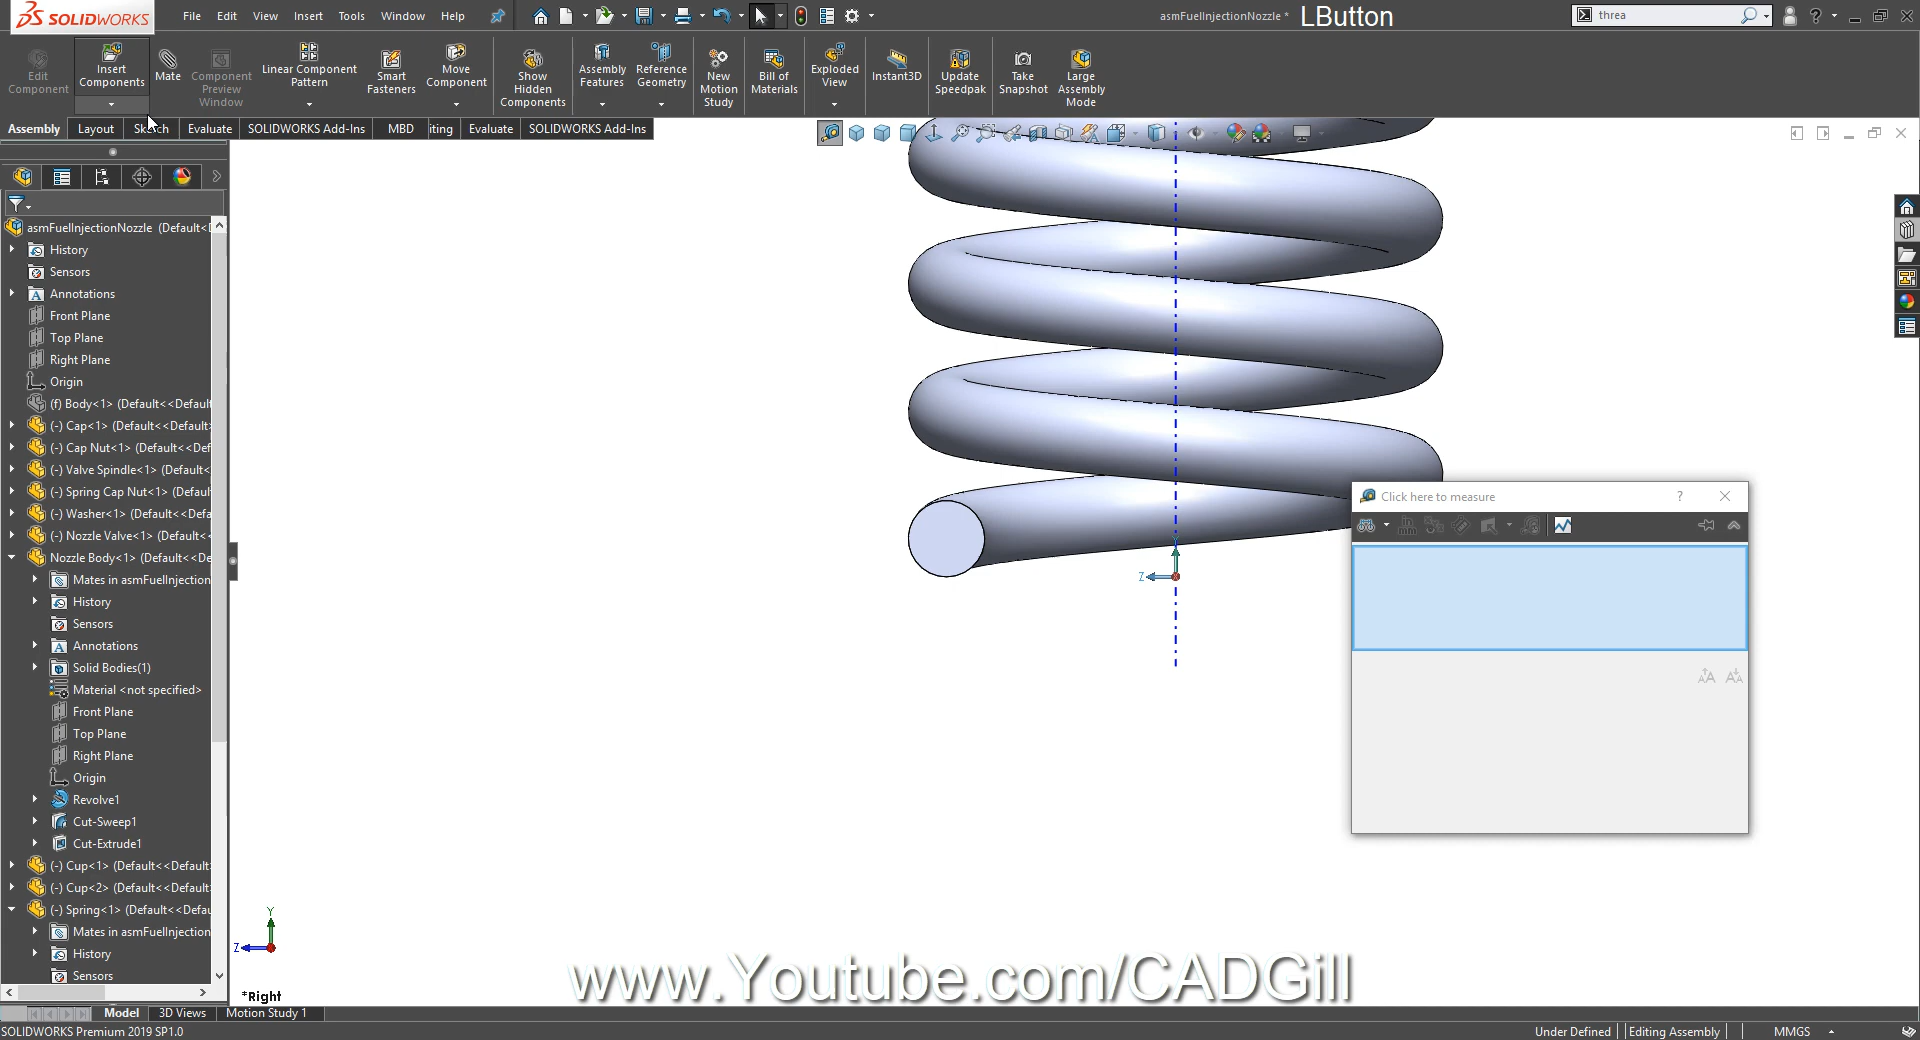 SOLIDWORKS
File
Edit
View
Insert
Tools
Window
Help
asmFuelInjectionNozzle *
LButton
threa
Edit
Component
Insert
Components
Mate
Component
Preview
Window
Linear Component
Pattern
Smart
Fasteners
Move
Component
Show
Hidden
Components
Assembly
Features
Reference
Geometry
New
Motion
Study
Bill of
Materials
Exploded
View
Instant3D
Update
Speedpak
Take
Snapshot
Large
Assembly
Mode
Assembly
Layout
Sketch
Evaluate
SOLIDWORKS Add-Ins
MBD
iting
Evaluate
SOLIDWORKS Add-Ins
asmFuelInjectionNozzle (Default<
History
Sensors
Annotations
Front Plane
Top Plane
Right Plane
Origin
(f) Body<1> (Default<<Default
(-) Cap<1> (Default<<Default
(-) Cap Nut<1> (Default<<Def
(-) Valve Spindle<1> (Default<
(-) Spring Cap Nut<1> (Defaul
(-) Washer<1> (Default<<Defa
(-) Nozzle Valve<1> (Default<
Nozzle Body<1> (Default<<De
Mates in asmFuelInjection
History
Sensors
Annotations
Solid Bodies(1)
Material <not specified>
Front Plane
Top Plane
Right Plane
Origin
Revolve1
Cut-Sweep1
Cut-Extrude1
(-) Cup<1> (Default<<Default
(-) Cup<2> (Default<<Default
(-) Spring<1> (Default<<Defau
Mates in asmFuelInjection
History
Sensors
Click here to measure
Z
Y
Z
*Right
www.Youtube.com/CADGill
Model
3D Views
Motion Study 1
SOLIDWORKS Premium 2019 SP1.0
Under Defined
Editing Assembly
MMGS